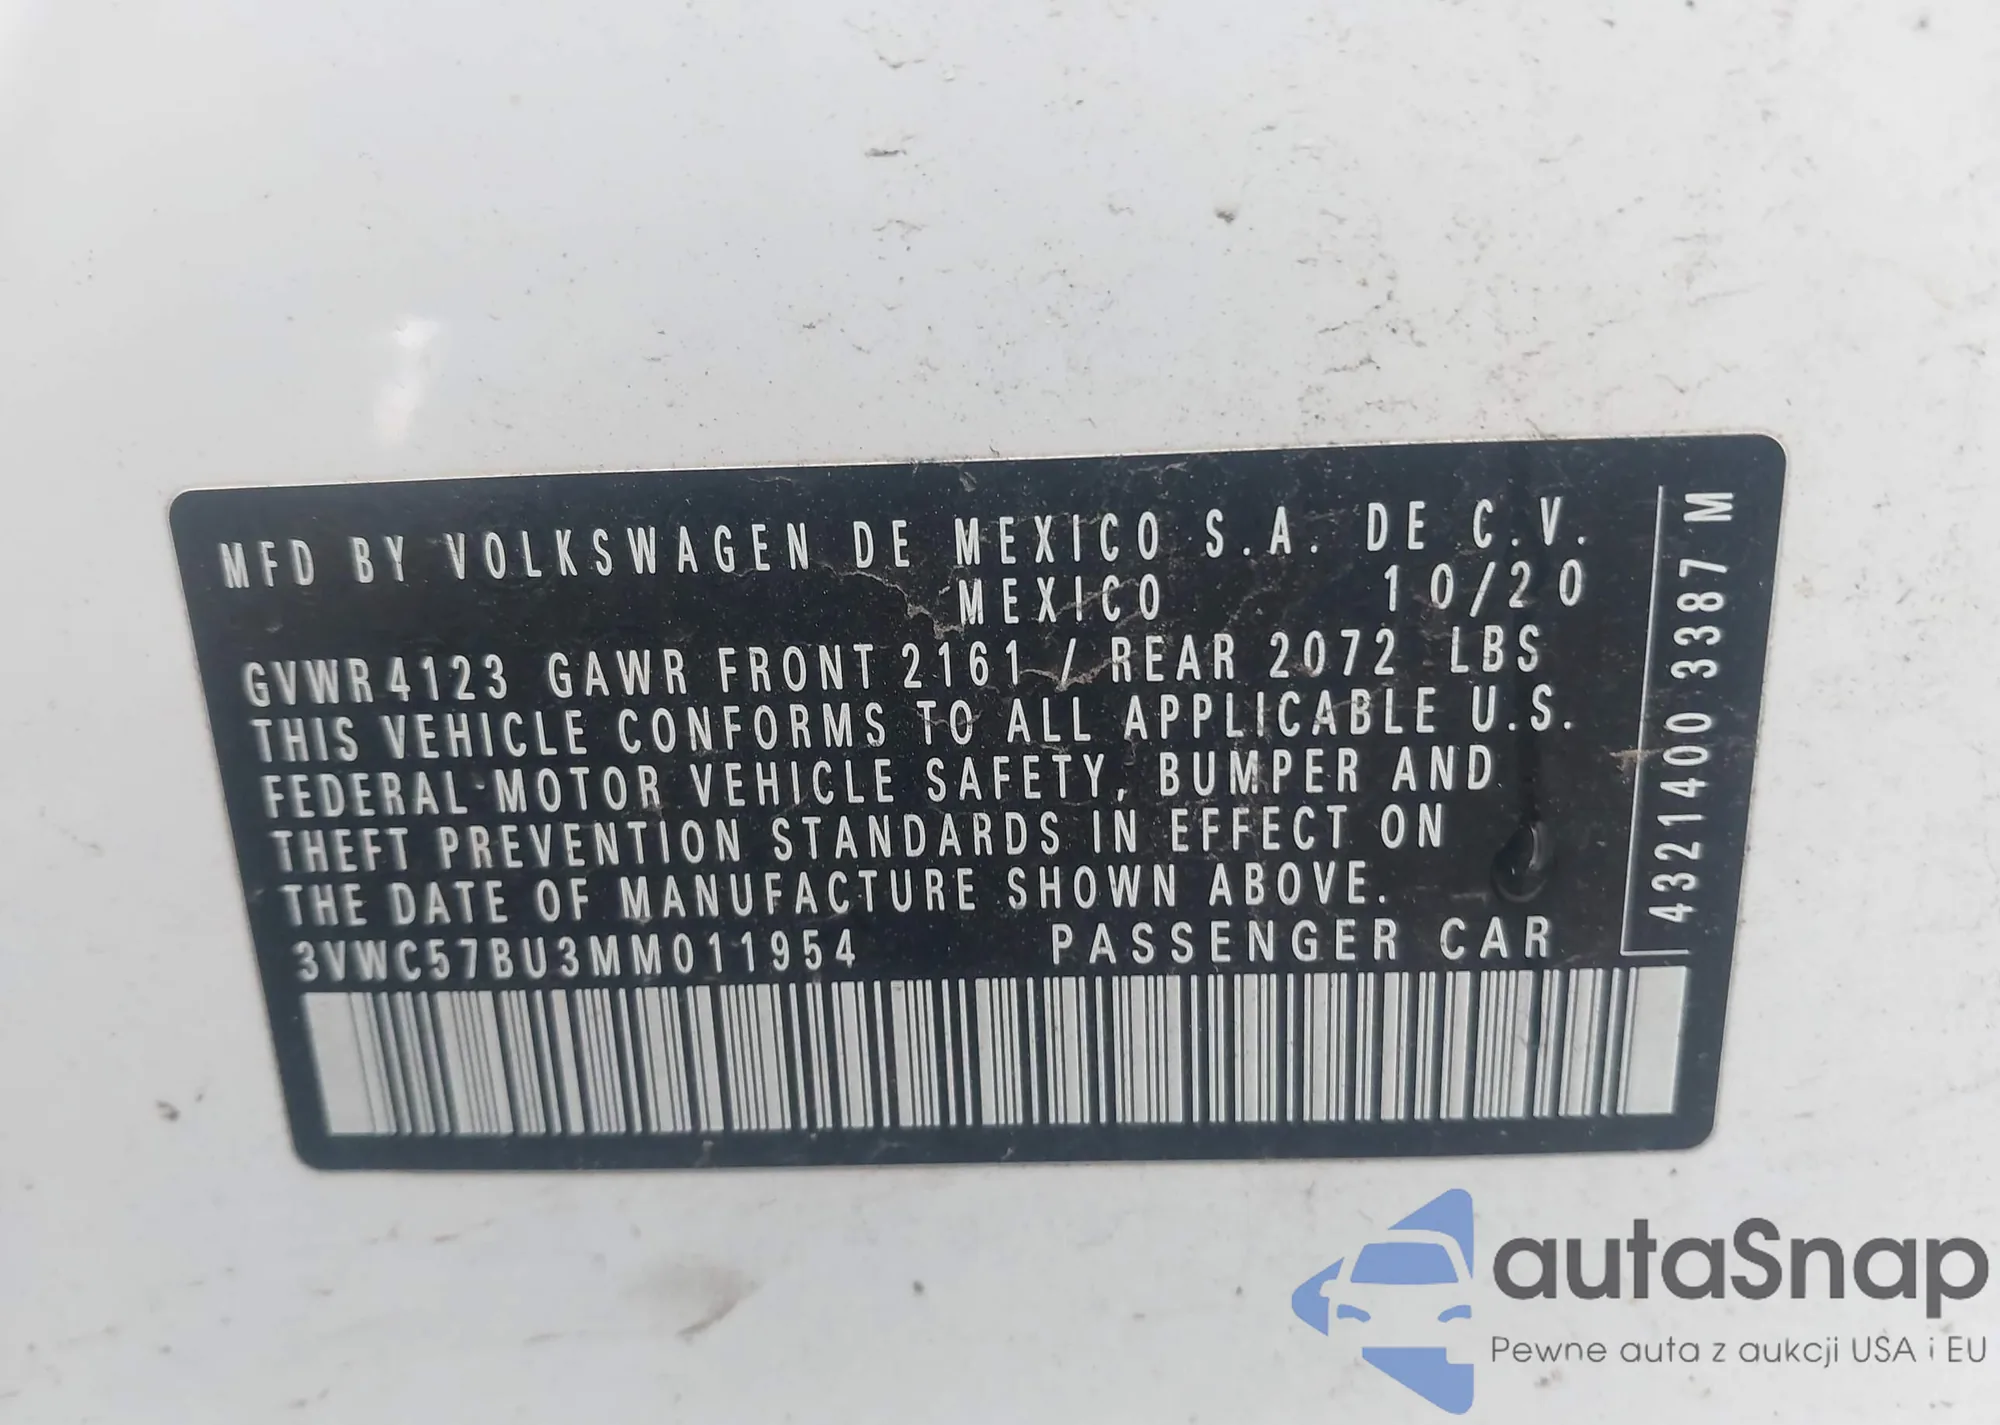 MFD BY VOLKSWAGEN DE MEXICO S.A. DE C.V.
MEXICO 10/20
GVWR 4123 GAWR FRONT 2161 / REAR 2072 LBS
THIS VEHICLE CONFORMS TO ALL APPLICABLE U.S.
FEDERAL MOTOR VEHICLE SAFETY, BUMPER AND
THEFT PREVENTION STANDARDS IN EFFECT ON
THE DATE OF MANUFACTURE SHOWN ABOVE.
3VWC57BU3MM011954 PASSENGER CAR
4321400 3387 M
autaSnap
Pewne auta z aukcji USA i EU